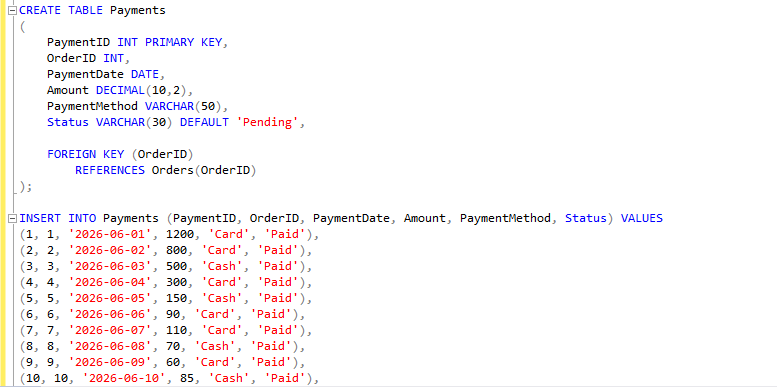 CREATE TABLE Payments
(
    PaymentID INT PRIMARY KEY,
    OrderID INT,
    PaymentDate DATE,
    Amount DECIMAL(10,2),
    PaymentMethod VARCHAR(50),
    Status VARCHAR(30) DEFAULT 'Pending',

    FOREIGN KEY (OrderID)
        REFERENCES Orders(OrderID)
);

INSERT INTO Payments (PaymentID, OrderID, PaymentDate, Amount, PaymentMethod, Status) VALUES
(1, 1, '2026-06-01', 1200, 'Card', 'Paid'),
(2, 2, '2026-06-02', 800, 'Card', 'Paid'),
(3, 3, '2026-06-03', 500, 'Cash', 'Paid'),
(4, 4, '2026-06-04', 300, 'Card', 'Paid'),
(5, 5, '2026-06-05', 150, 'Cash', 'Paid'),
(6, 6, '2026-06-06', 90, 'Card', 'Paid'),
(7, 7, '2026-06-07', 110, 'Card', 'Paid'),
(8, 8, '2026-06-08', 70, 'Cash', 'Paid'),
(9, 9, '2026-06-09', 60, 'Card', 'Paid'),
(10, 10, '2026-06-10', 85, 'Cash', 'Paid'),